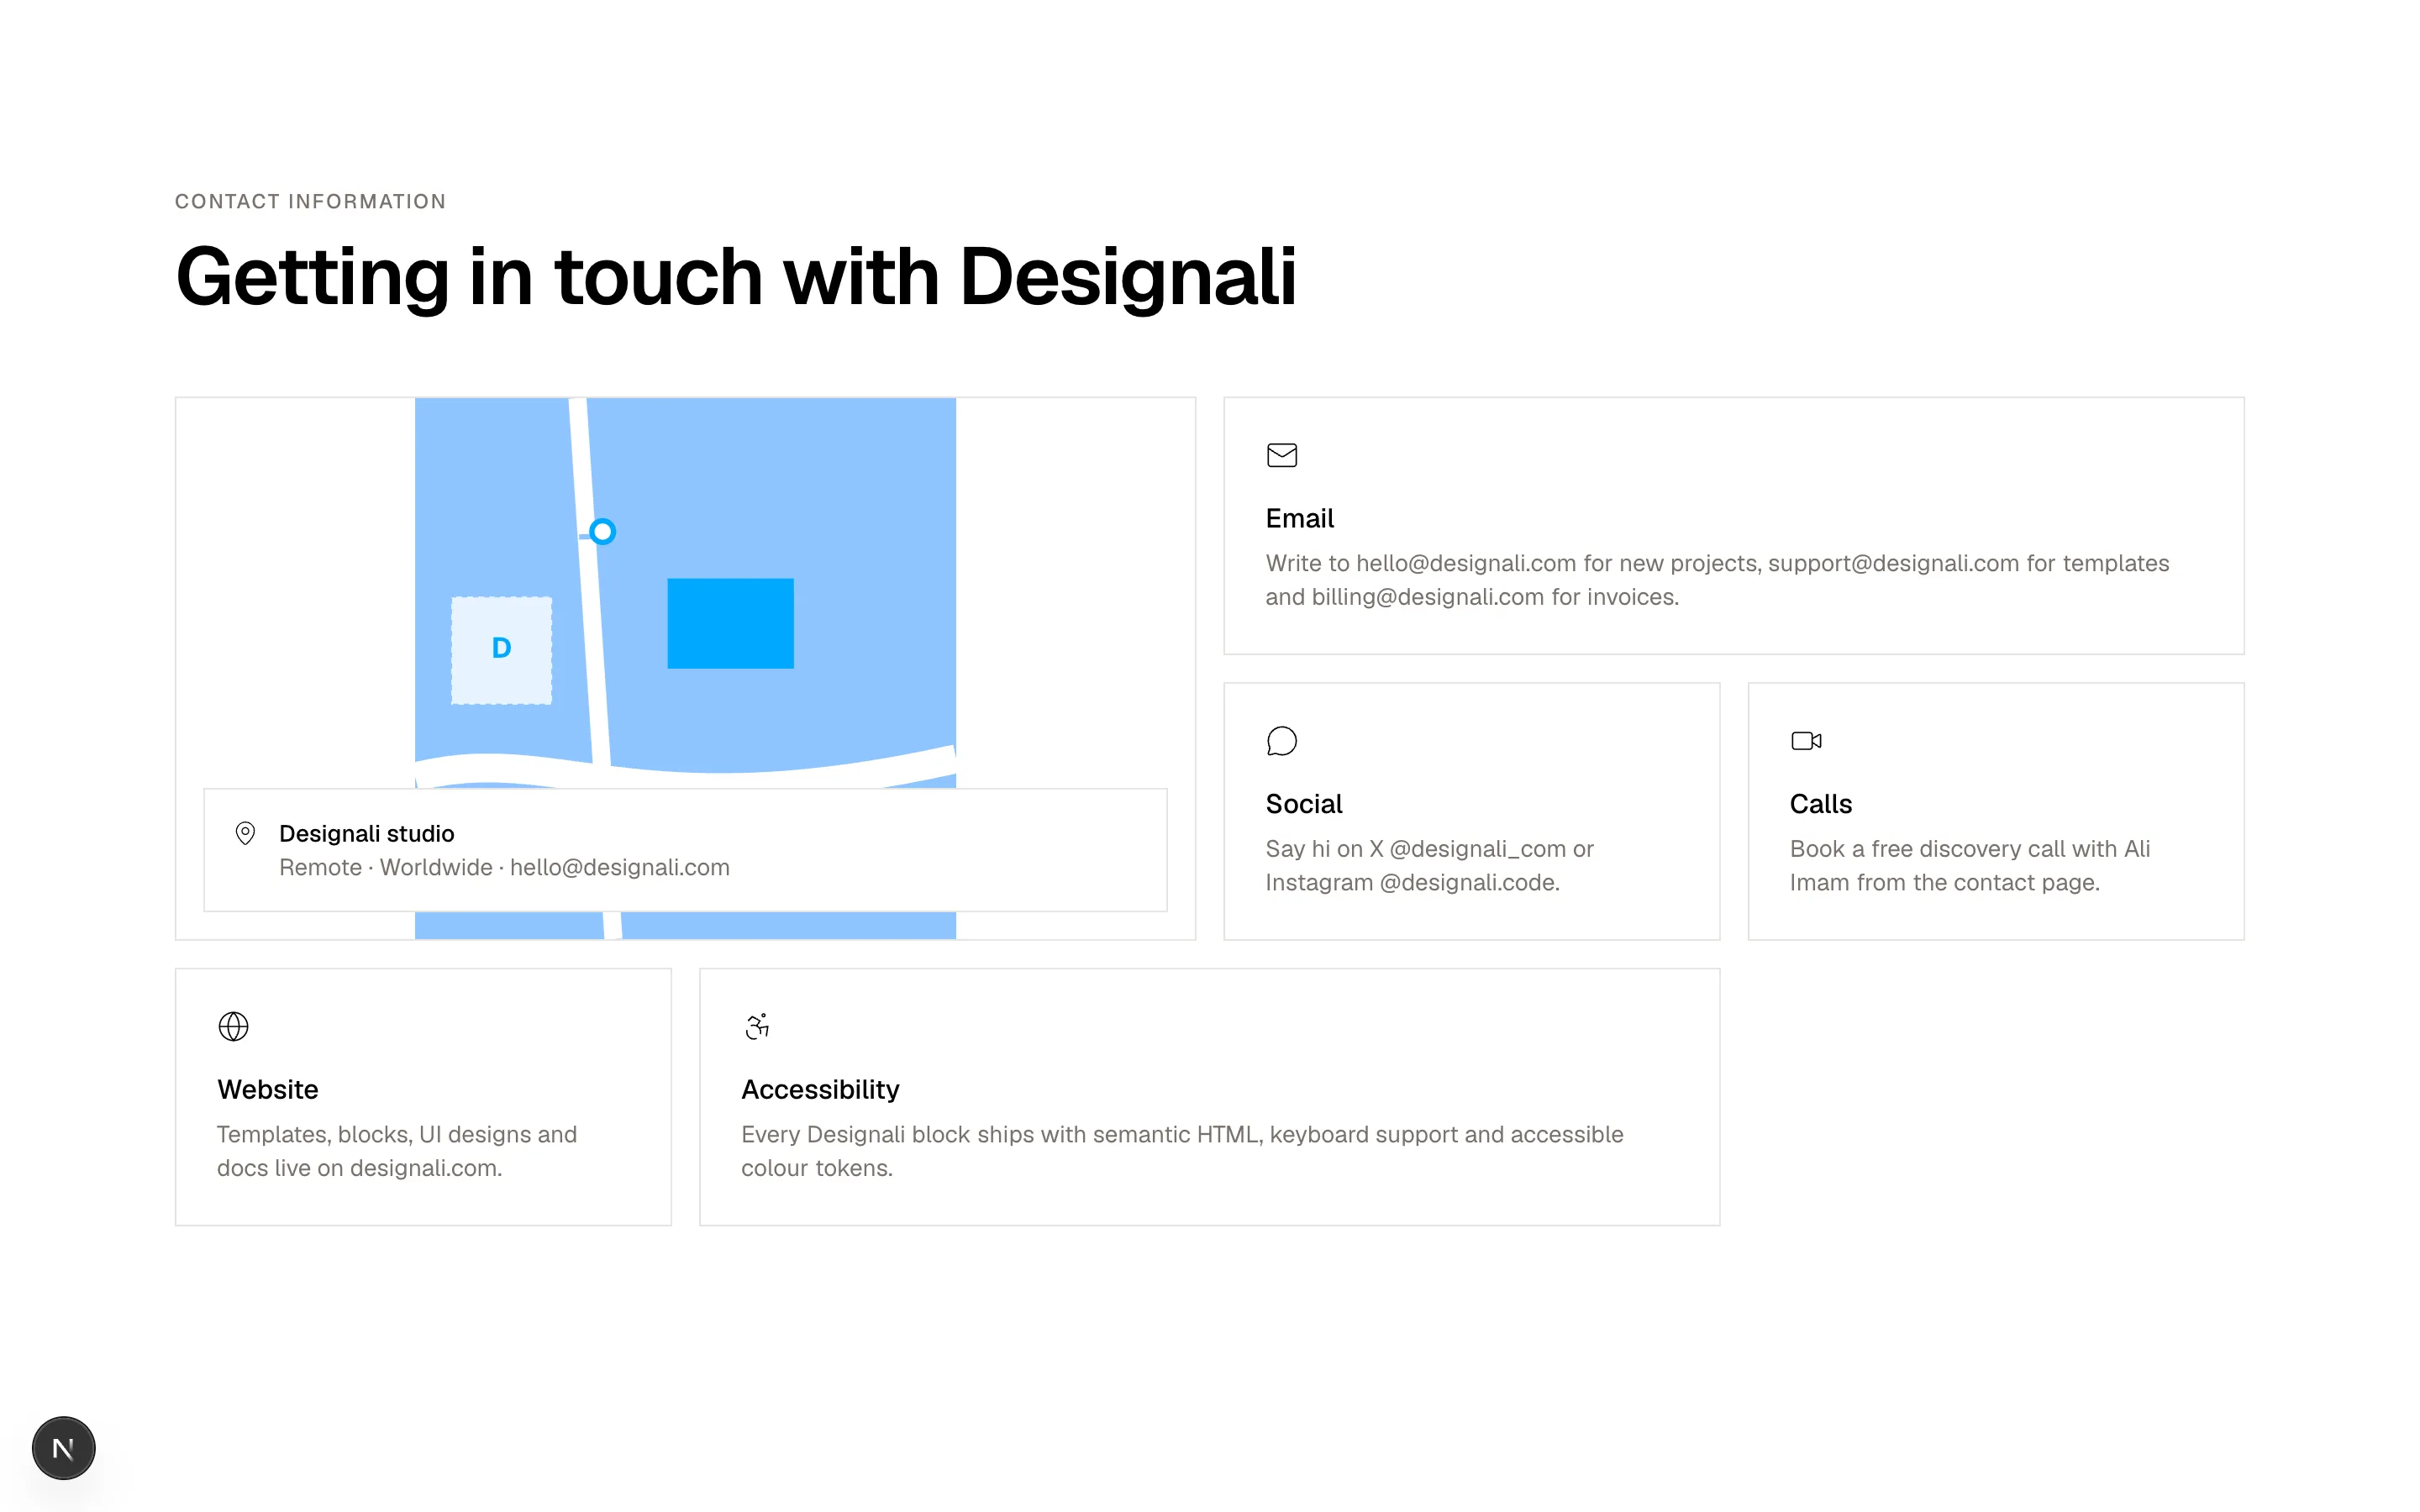 CONTACT INFORMATION
Getting in touch with Designali
D
Designali studio
Remote · Worldwide · hello@designali.com
Email
Write to hello@designali.com for new projects, support@designali.com for templates
and billing@designali.com for invoices.
Social
Say hi on X @designali_com or
Instagram @designali.code.
Calls
Book a free discovery call with Ali
Imam from the contact page.
Website
Templates, blocks, UI designs and
docs live on designali.com.
Accessibility
Every Designali block ships with semantic HTML, keyboard support and accessible
colour tokens.
N